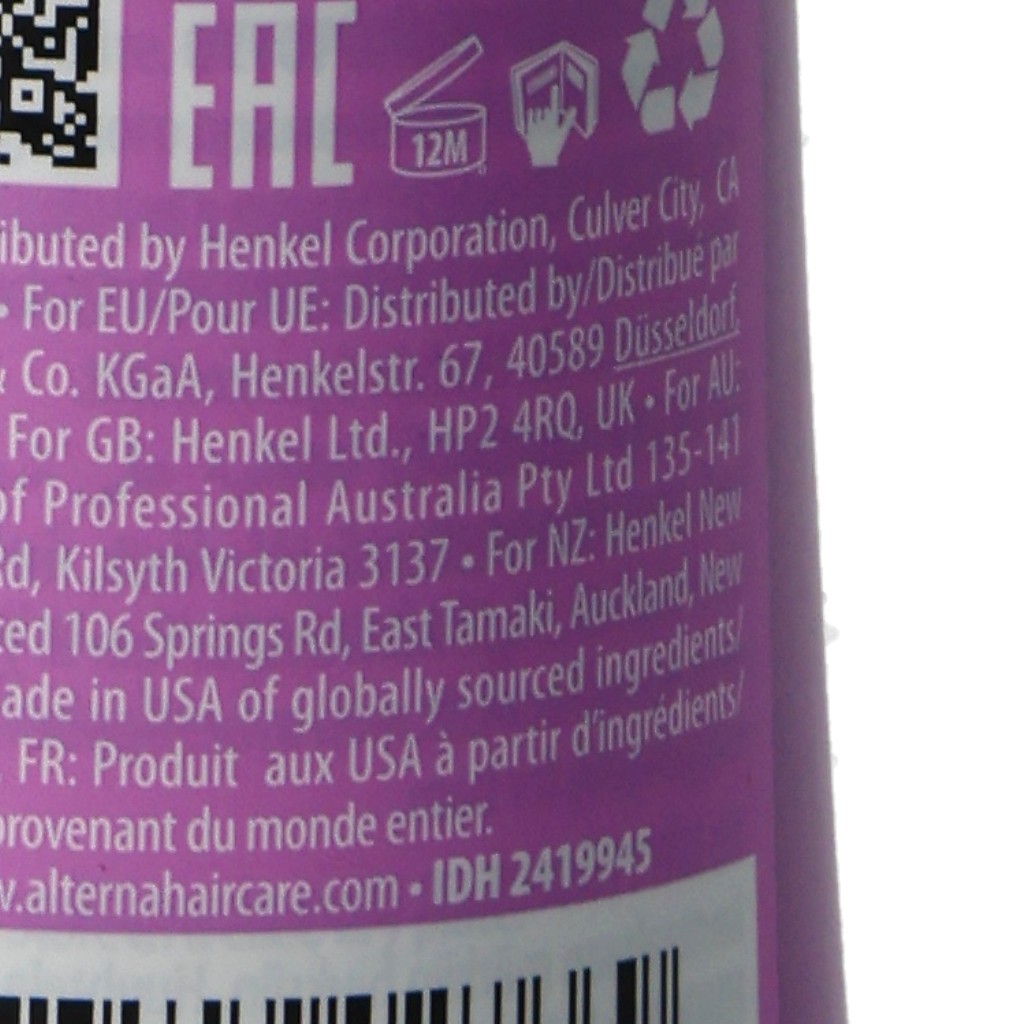 EAC
12M
ibuted by Henkel Corporation, Culver City, CA
• For EU/Pour UE: Distributed by/Distribué par
& Co. KGaA, Henkelstr. 67, 40589 Düsseldorf,
For GB: Henkel Ltd., HP2 4RQ, UK • For AU:
of Professional Australia Pty Ltd 135-141
Rd, Kilsyth Victoria 3137 • For NZ: Henkel New
ted 106 Springs Rd, East Tamaki, Auckland, New
ade in USA of globally sourced ingredients/
FR: Produit aux USA à partir d'ingrédients/
provenant du monde entier.
w.alternahaircare.com • IDH 2419945